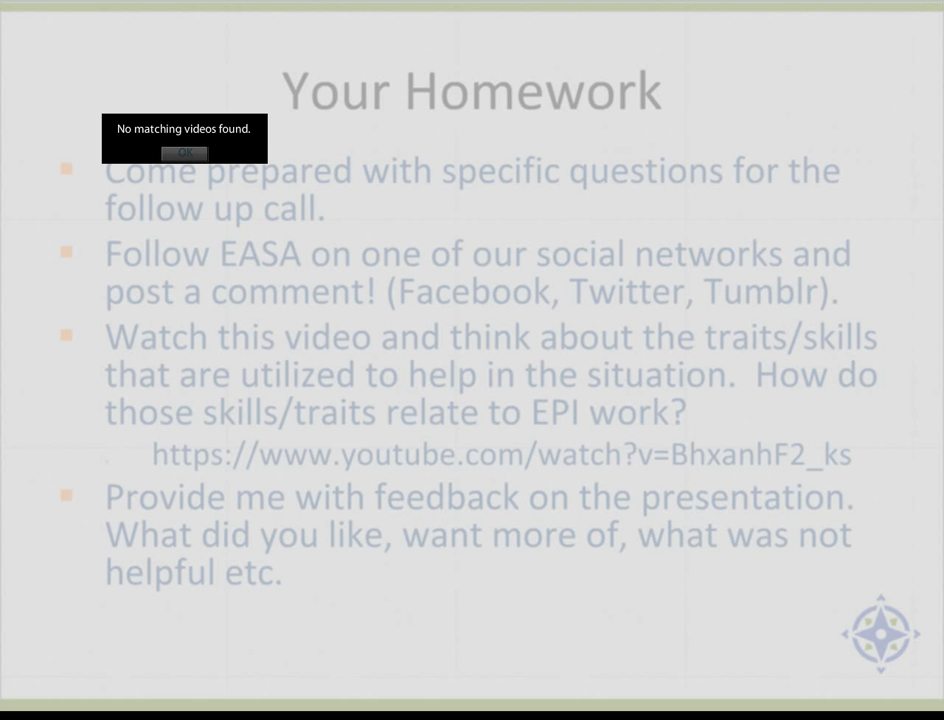 Your Homework
No matching videos found.
OK
Come prepared with specific questions for the
follow up call.
Follow EASA on one of our social networks and
post a comment! (Facebook, Twitter, Tumblr).
Watch this video and think about the traits/skills
that are utilized to help in the situation.  How do
those skills/traits relate to EPI work?
https://www.youtube.com/watch?v=BhxanhF2_ks
Provide me with feedback on the presentation.
What did you like, want more of, what was not
helpful etc.